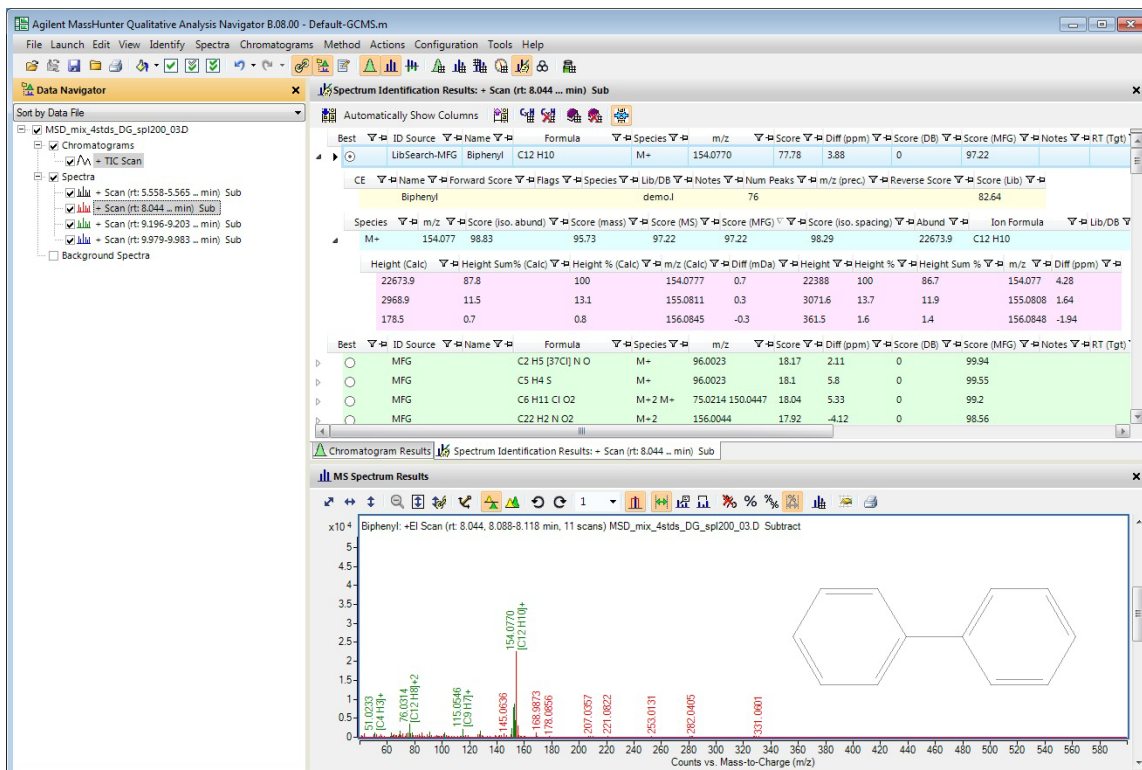 Agilent MassHunter Qualitative Analysis Navigator B.08.00 - Default-GCMS.m
File Launch Edit View Identify Spectra Chromatograms Method Actions Configuration Tools Help
Data Navigator
Sort by Data File
MSD_mix_4stds_DG_spl200_03.D
Chromatograms
+ TIC Scan
Spectra
+ Scan (rt: 5.558-5.565 ... min) Sub
+ Scan (rt: 8.044 ... min) Sub
+ Scan (rt: 9.196-9.203 ... min) Sub
+ Scan (rt: 9.979-9.983 ... min) Sub
Background Spectra
Spectrum Identification Results: + Scan (rt: 8.044 ... min) Sub
Automatically Show Columns
Best ID Source Name Formula Species m/z Score Diff (ppm) Score (DB) Score (MFG) Notes RT (Tgt)
LibSearch-MFG Biphenyl C12 H10 M+ 154.0770 77.78 3.88 0 97.22
CE Name Forward Score Flags Species Lib/DB Notes Num Peaks m/z (prec.) Reverse Score Score (Lib)
Biphenyl demo.l 76 82.64
Species m/z Score (iso. abund) Score (mass) Score (MS) Score (MFG) Score (iso. spacing) Abund Ion Formula Lib/DB
M+ 154.077 98.83 95.73 97.22 97.22 98.29 22673.9 C12 H10
Height (Calc) Height Sum% (Calc) Height % (Calc) m/z (Calc) Diff (mDa) Height Height % Height Sum % m/z Diff (ppm)
22673.9 87.8 100 154.0777 0.7 22388 100 86.7 154.077 4.28
2968.9 11.5 13.1 155.0811 0.3 3071.6 13.7 11.9 155.0808 1.64
178.5 0.7 0.8 156.0845 -0.3 361.5 1.6 1.4 156.0848 -1.94
Best ID Source Name Formula Species m/z Score Diff (ppm) Score (DB) Score (MFG) Notes RT (Tgt)
MFG C2 H5 [37Cl] N O M+ 96.0023 18.17 2.11 0 99.94
MFG C5 H4 S M+ 96.0023 18.1 5.8 0 99.55
MFG C6 H11 Cl O2 M+2 M+ 75.0214 150.0447 18.04 5.33 0 99.2
MFG C22 H2 N O2 M+2 156.0044 17.92 -4.12 0 98.56
Chromatogram Results Spectrum Identification Results: + Scan (rt: 8.044 ... min) Sub
MS Spectrum Results
1
x10 4
Biphenyl: +EI Scan (rt: 8.044, 8.088-8.118 min, 11 scans) MSD_mix_4stds_DG_spl200_03.D Subtract
5
4.5
4
3.5
3
2.5
2
1.5
1
0.5
0
51.0233
[C4 H3]+
76.0314
[C12 H8]+2
115.0546
[C9 H7]+
145.0636
154.0770
[C12 H10]+
168.9873
178.0856
207.0357
221.0822
253.0131
282.0405
331.0601
60 80 100 120 140 160 180 200 220 240 260 280 300 320 340 360 380 400 420 440 460 480 500 520 540 560 580
Counts vs. Mass-to-Charge (m/z)